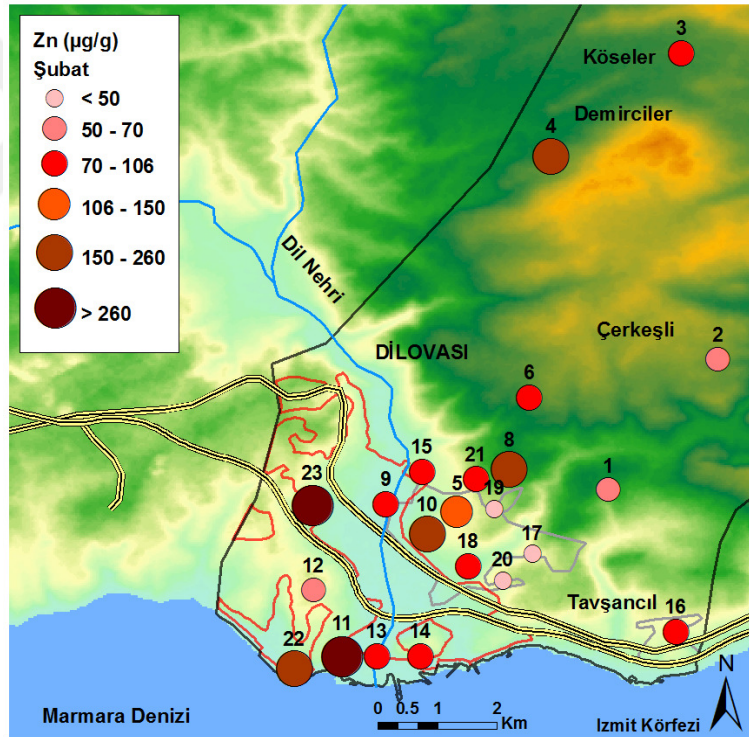 Zn (µg/g)
Şubat
< 50
50 - 70
70 - 106
106 - 150
150 - 260
> 260
3
Köseler
Demirciler
4
Dil Nehri
Çerkeşli
2
DİLOVASI
6
15
21
8
1
23
9
5
19
10
17
18
20
12
Tavşancıl
16
11
13
14
22
N
0 0.5 1 2
Km
Marmara Denizi
Izmit Körfezi